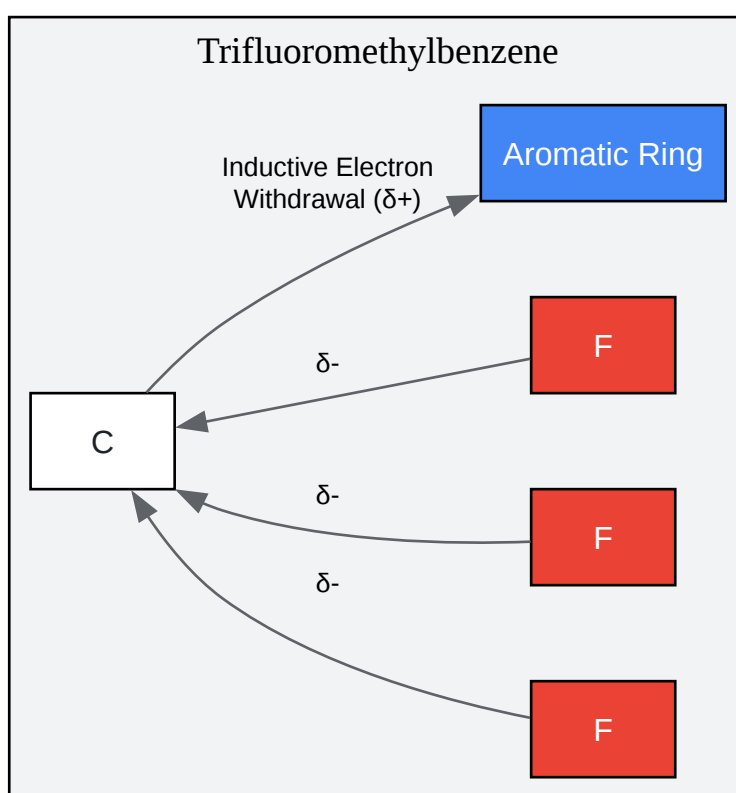 Trifluoromethylbenzene
Aromatic Ring
Inductive Electron
Withdrawal (δ+)
F
δ-
C
δ-
F
δ-
F